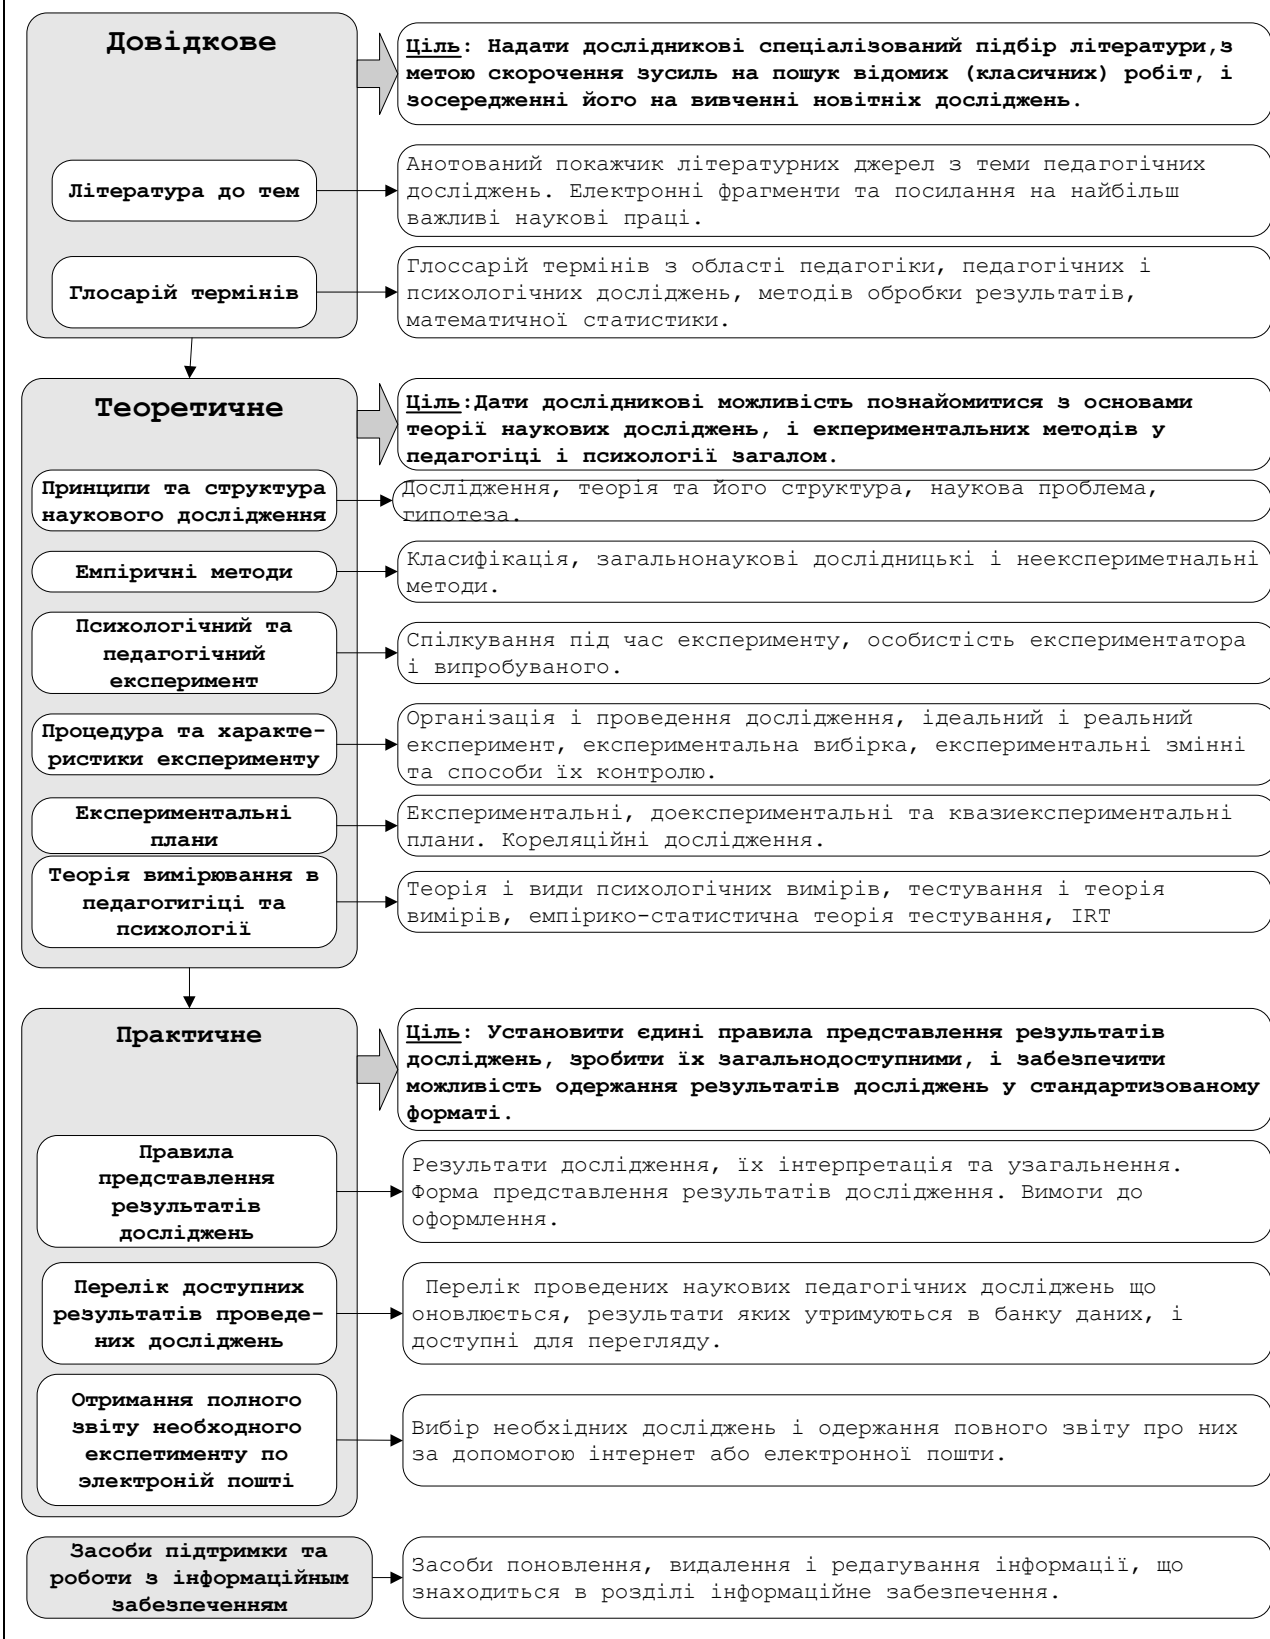 Довідкове
Ціль: Надати дослідникові спеціалізований підбір літератури,з
метою скорочення зусиль на пошук відомих (класичних) робіт, і
зосередженні його на вивченні новітніх досліджень.
Література до тем
Анотований покажчик літературних джерел з теми педагогічних
досліджень. Електронні фрагменти та посилання на найбільш
важливі наукові праці.
Глосарій термінів
Глоссарій термінів з області педагогіки, педагогічних і
психологічних досліджень, методів обробки результатів,
математичної статистики.
Теоретичне
Ціль:Дати дослідникові можливість познайомитися з основами
теорії наукових досліджень, і екпериментальних методів у
педагогіці і психології загалом.
Принципи та структура
наукового дослідження
Дослідження, теорія та його структура, наукова проблема,
гипотеза.
Емпіричні методи
Класифікація, загальнонаукові дослідницькі і неекспериметнальні
методи.
Психологічний та
педагогічний
експеримент
Спілкування під час експерименту, особистість експериментатора
і випробуваного.
Процедура та характе-
ристики експерименту
Організація і проведення дослідження, ідеальний і реальний
експеримент, експериментальна вибірка, експериментальні змінні
та способи їх контролю.
Експериментальні
плани
Експериментальні, доекспериментальні та квазиекспериментальні
плани. Кореляційні дослідження.
Теорія вимірювання в
педагогигіці та
психології
Теорія і види психологічних вимірів, тестування і теорія
вимірів, емпірико-статистична теорія тестування, IRT
Практичне
Ціль: Установити єдині правила представлення результатів
досліджень, зробити їх загальнодоступними, і забезпечити
можливість одержання результатів досліджень у стандартизованому
форматі.
Правила
представлення
результатів
досліджень
Результати дослідження, їх інтерпретація та узагальнення.
Форма представлення результатів дослідження. Вимоги до
оформлення.
Перелік доступних
результатів проведе-
них досліджень
Перелік проведених наукових педагогічних досліджень що
оновлюється, результати яких утримуються в банку даних, і
доступні для перегляду.
Отримання полного
звіту необходного
експетименту по
электроній пошті
Вибір необхідних досліджень і одержання повного звіту про них
за допомогою інтернет або електронної пошти.
Засоби підтримки та
роботи з інформаційным
забезпеченням
Засоби поновлення, видалення і редагування інформації, що
знаходиться в розділі інформаційне забезпечення.